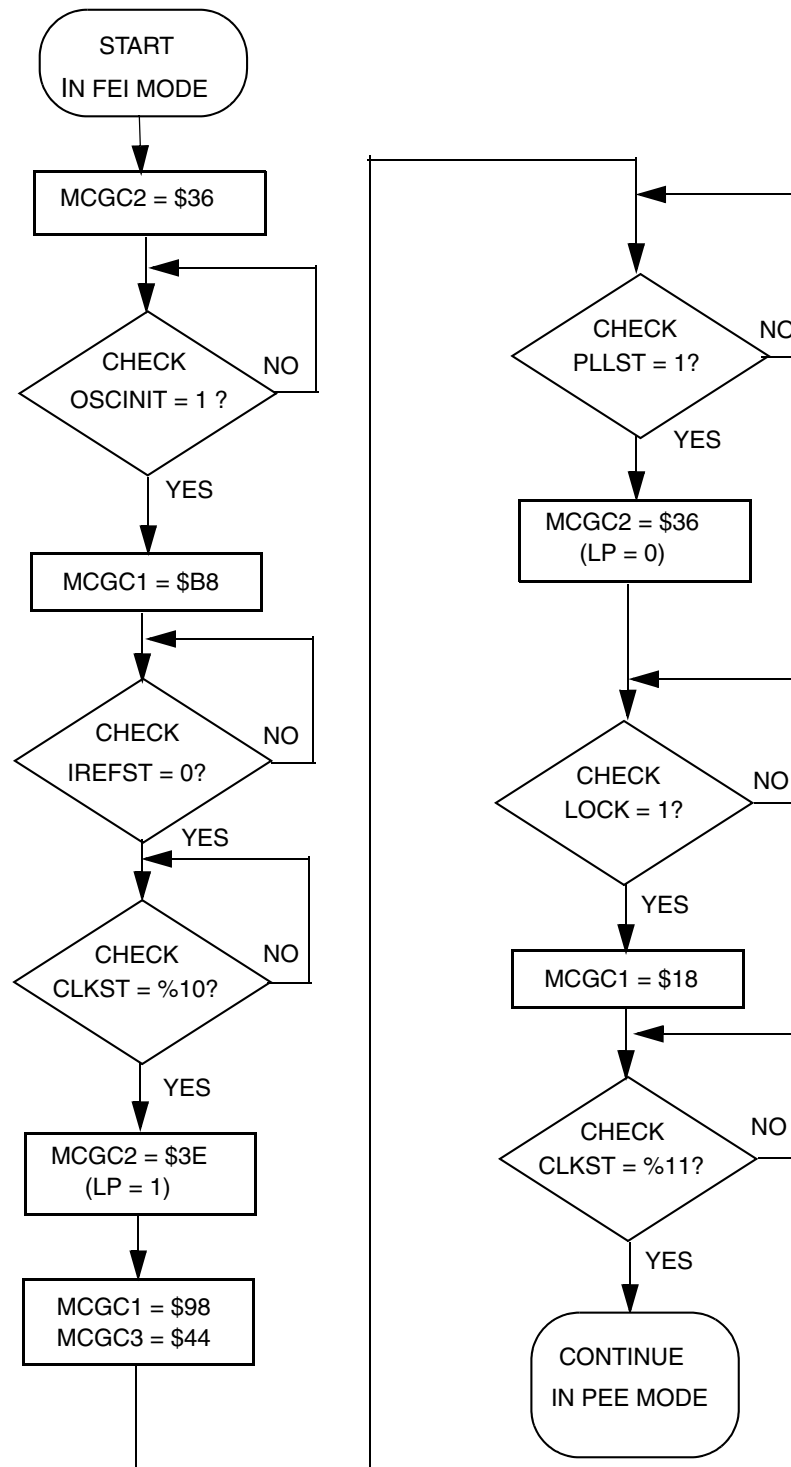 START
IN FEI MODE
MCGC2 = $36
CHECK
OSCINIT = 1 ?
NO
YES
MCGC1 = $B8
CHECK
IREFST = 0?
NO
YES
CHECK
CLKST = %10?
NO
YES
MCGC2 = $3E
(LP = 1)
MCGC1 = $98
MCGC3 = $44
CHECK
PLLST = 1?
NO
YES
MCGC2 = $36
(LP = 0)
CHECK
LOCK = 1?
NO
YES
MCGC1 = $18
CHECK
CLKST = %11?
NO
YES
CONTINUE
IN PEE MODE